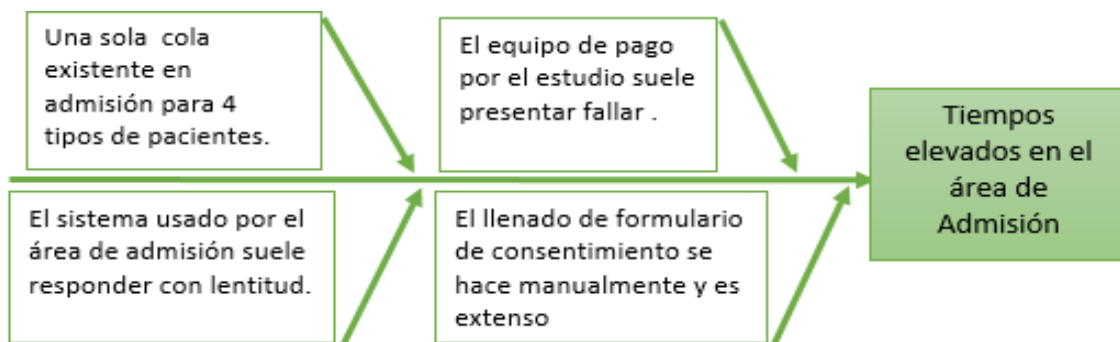 Una sola cola
existente en
admisión para 4
tipos de pacientes.
El equipo de pago
por el estudio suele
presentar fallar .
Tiempos
elevados en el
área de
Admisión
El sistema usado por el
área de admisión suele
responder con lentitud.
El llenado de formulario
de consentimiento se
hace manualmente y es
extenso